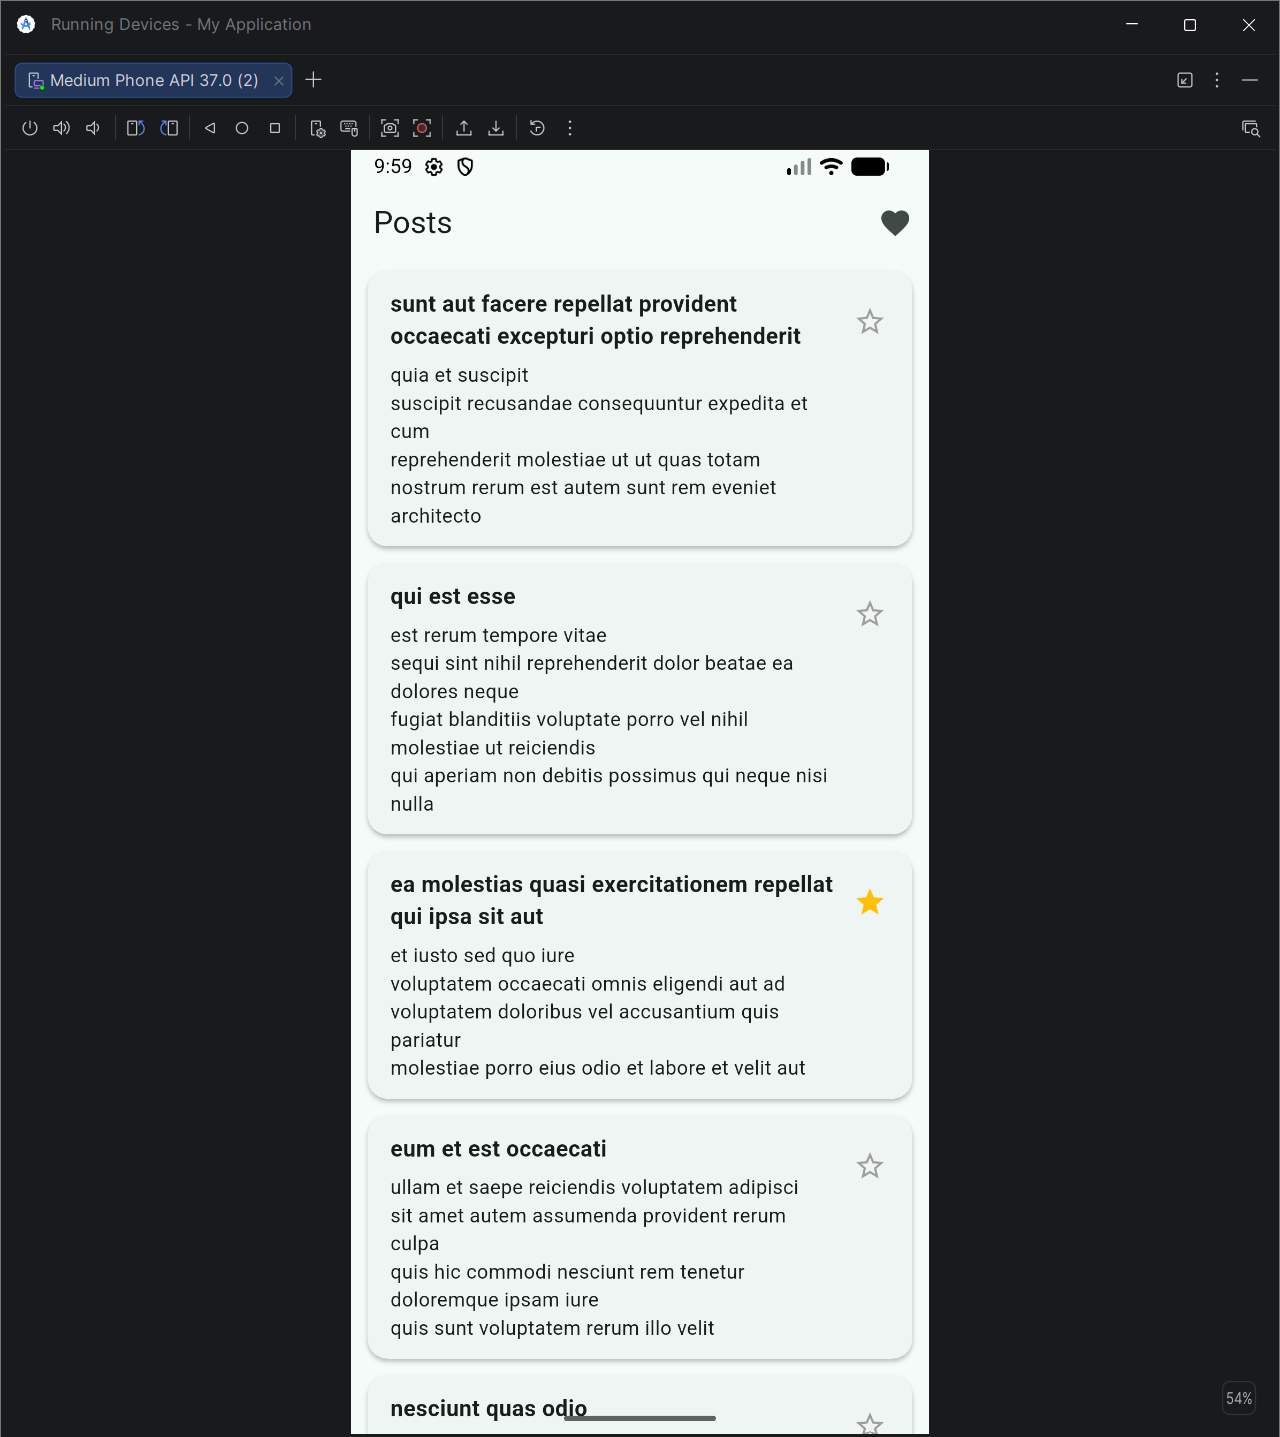 Running Devices - My Application
Medium Phone API 37.0 (2)
9:59
Posts
sunt aut facere repellat provident
occaecati excepturi optio reprehenderit
quia et suscipit
suscipit recusandae consequuntur expedita et
cum
reprehenderit molestiae ut ut quas totam
nostrum rerum est autem sunt rem eveniet
architecto
qui est esse
est rerum tempore vitae
sequi sint nihil reprehenderit dolor beatae ea
dolores neque
fugiat blanditiis voluptate porro vel nihil
molestiae ut reiciendis
qui aperiam non debitis possimus qui neque nisi
nulla
ea molestias quasi exercitationem repellat
qui ipsa sit aut
et iusto sed quo iure
voluptatem occaecati omnis eligendi aut ad
voluptatem doloribus vel accusantium quis
pariatur
molestiae porro eius odio et labore et velit aut
eum et est occaecati
ullam et saepe reiciendis voluptatem adipisci
sit amet autem assumenda provident rerum
culpa
quis hic commodi nesciunt rem tenetur
doloremque ipsam iure
quis sunt voluptatem rerum illo velit
nesciunt quas odio
54%